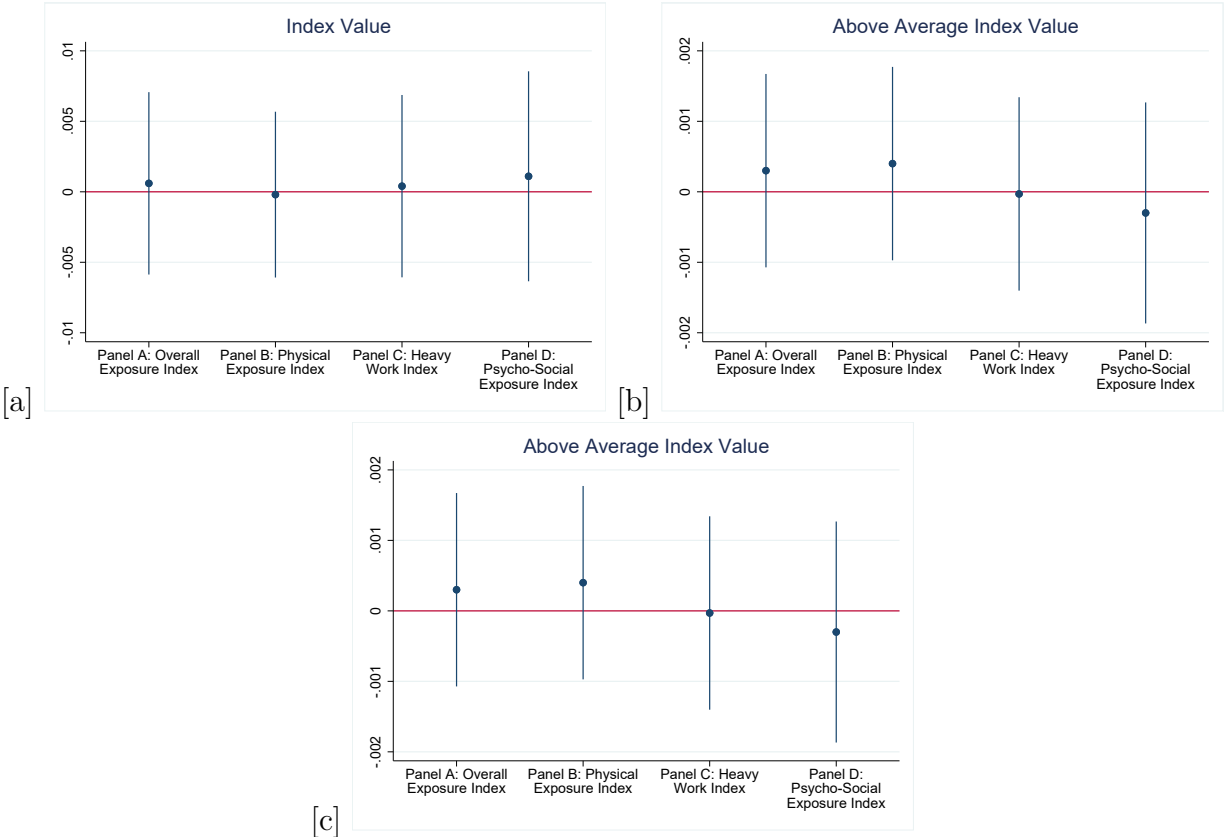 Index Value
.01
.005
0
-.005
-.01
Panel A: Overall
Exposure Index
Panel B: Physical
Exposure Index
Panel C: Heavy
Work Index
Panel D:
Psycho-Social
Exposure Index
[a]
Above Average Index Value
.002
.001
0
-.001
-.002
Panel A: Overall
Exposure Index
Panel B: Physical
Exposure Index
Panel C: Heavy
Work Index
Panel D:
Psycho-Social
Exposure Index
[b]
Above Average Index Value
.002
.001
0
-.001
-.002
Panel A: Overall
Exposure Index
Panel B: Physical
Exposure Index
Panel C: Heavy
Work Index
Panel D:
Psycho-Social
Exposure Index
[c]